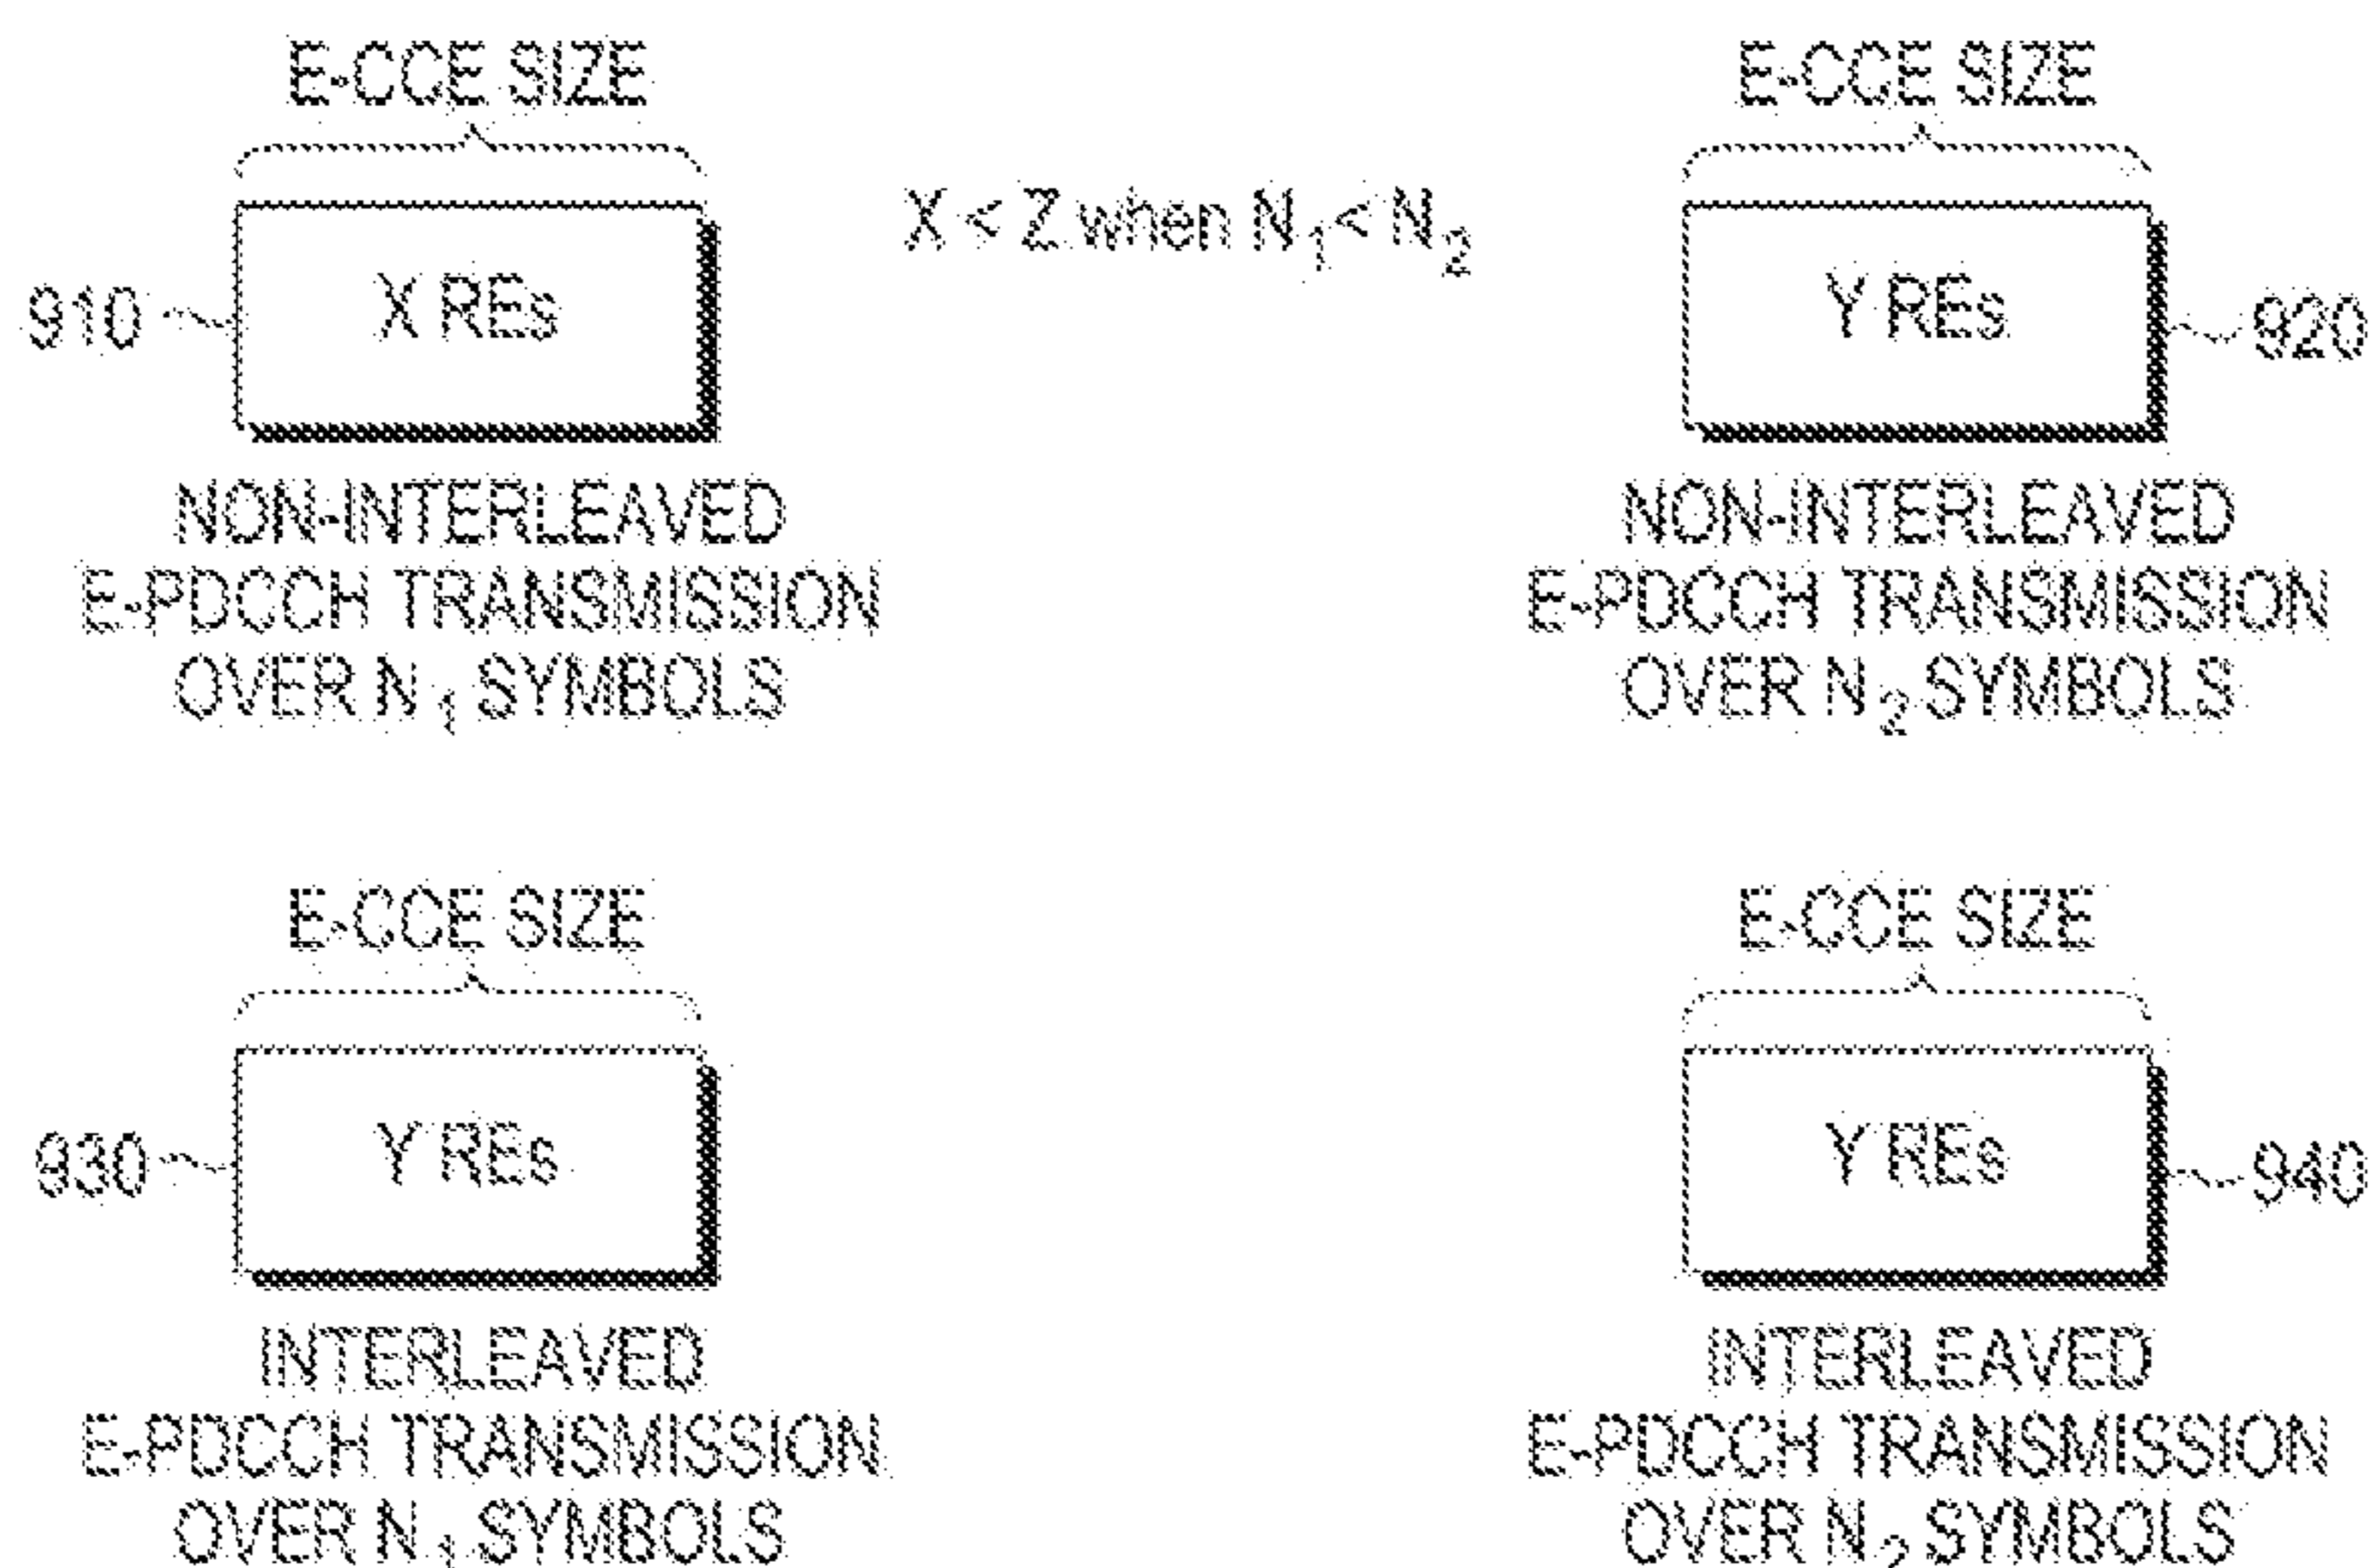 E-CCE SIZE
E-CCE SIZE
X < Z when N1 < N2
910
X REs
Y REs
920
NON-INTERLEAVED
E-PDCCH TRANSMISSION
OVER N1 SYMBOLS
NON-INTERLEAVED
E-PDCCH TRANSMISSION
OVER N2 SYMBOLS
E-CCE SIZE
E-CCE SIZE
930
Y REs
Y REs
940
INTERLEAVED
E-PDCCH TRANSMISSION
OVER N1 SYMBOLS
INTERLEAVED
E-PDCCH TRANSMISSION
OVER N2 SYMBOLS